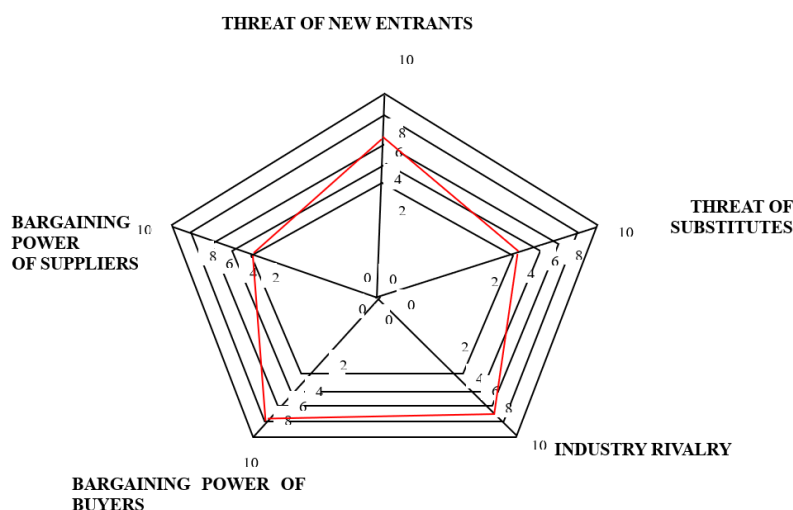 THREAT OF NEW ENTRANTS
10
8
6
4
2
THREAT OF
SUBSTITUTES
10
8
6
4
2
BARGAINING
POWER
OF SUPPLIERS
10
8
6
4
2
0 0
0 0 0
2
4
6
8
10
2
4
6
8
10
INDUSTRY RIVALRY
BARGAINING POWER OF
BUYERS